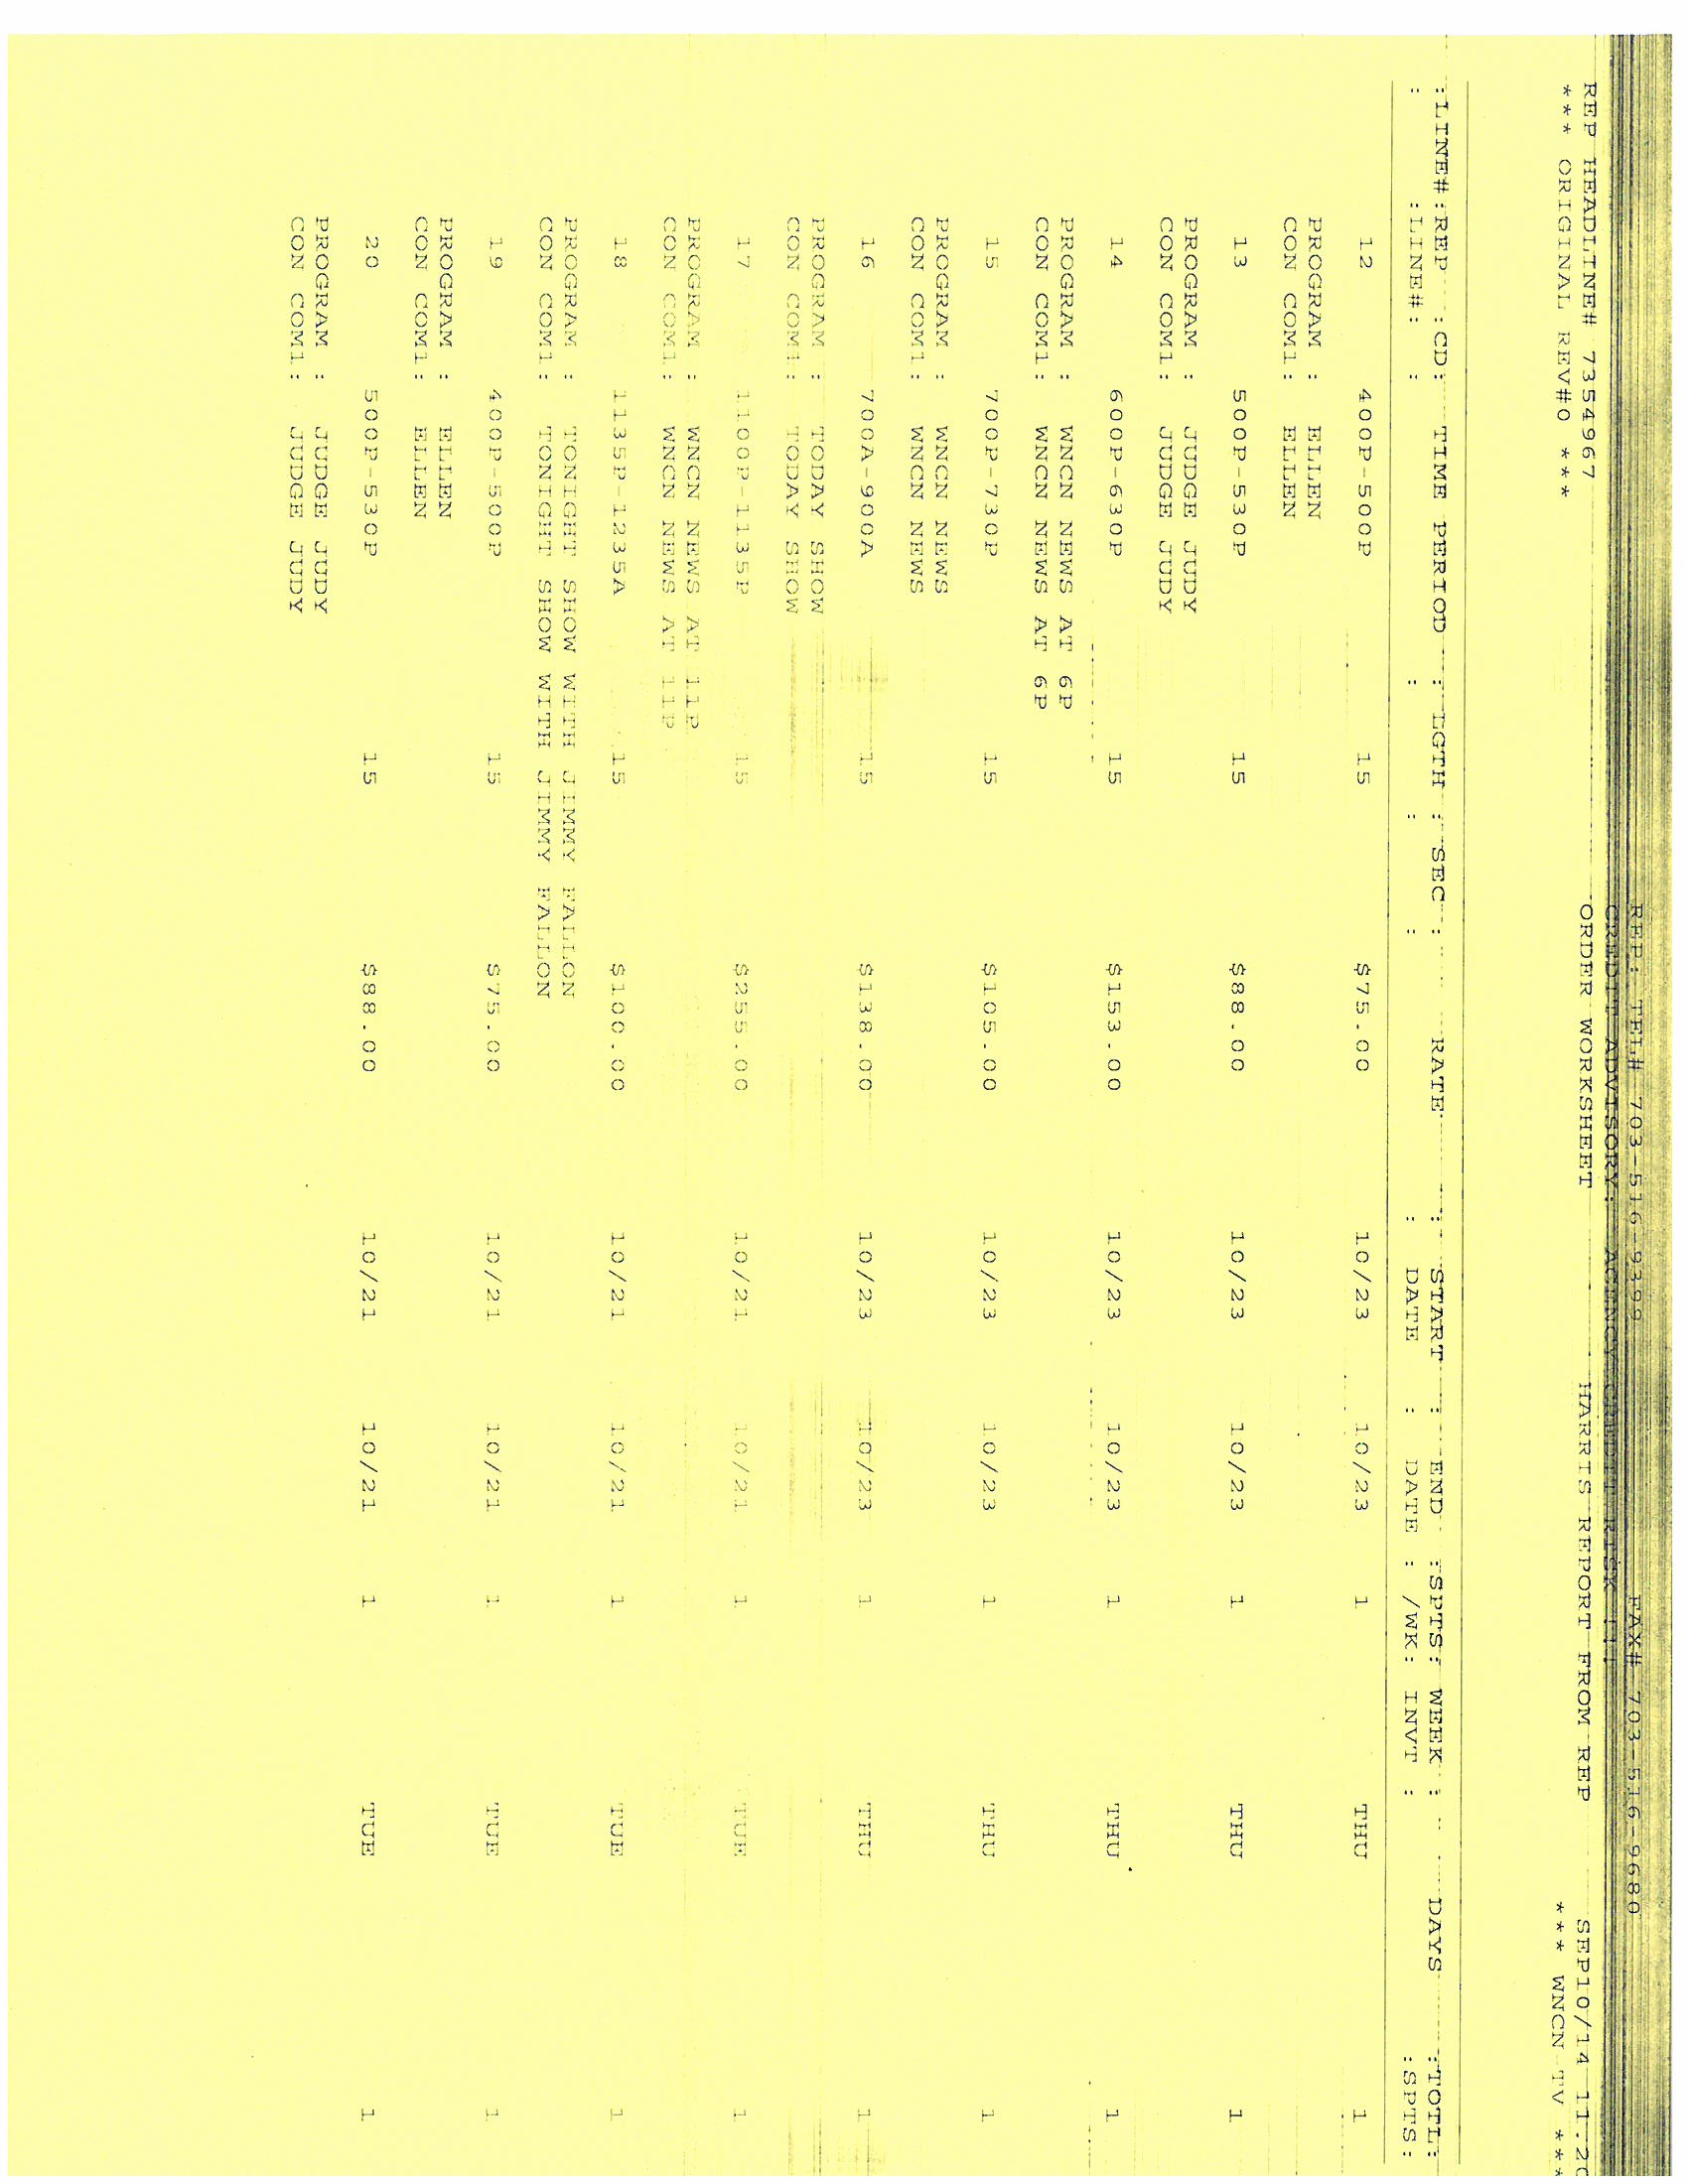 REP: TEL# 703-516-9399 FAX# 703-516-9680
CREDIT ADVISORY: AGENCY CREDIT RISK
REP HEADLINE# 7354967 ORDER WORKSHEET HARRIS REPORT FROM REP SEP10/14 11.20
*** ORIGINAL REV#0 *** *** WNCN-TV ***
:LINE#:REP :CD: TIME PERIOD : LGTH : SEC : RATE : START : END :SPTS: WEEK : DAYS :TOTL:
: :LINE#: : : : : DATE : DATE : /WK: INVT : :SPTS:
12 400P-500P 15 $75.00 10/23 10/23 1 THU 1
PROGRAM : ELLEN
CON COM1: ELLEN
13 500P-530P 15 $88.00 10/23 10/23 1 THU 1
PROGRAM : JUDGE JUDY
CON COM1: JUDGE JUDY
14 600P-630P 15 $153.00 10/23 10/23 1 THU 1
PROGRAM : WNCN NEWS AT 6P
CON COM1: WNCN NEWS AT 6P
15 700P-730P 15 $105.00 10/23 10/23 1 THU 1
PROGRAM : WNCN NEWS
CON COM1: WNCN NEWS
16 700A-900A 15 $138.00 10/23 10/23 1 THU 1
PROGRAM : TODAY SHOW
CON COM1: TODAY SHOW
17 1100P-1135P 15 $255.00 10/21 10/21 1 TUE 1
PROGRAM : WNCN NEWS AT 11P
CON COM1: WNCN NEWS AT 11P
18 1135P-1235A 15 $100.00 10/21 10/21 1 TUE 1
PROGRAM : TONIGHT SHOW WITH JIMMY FALLON
CON COM1: TONIGHT SHOW WITH JIMMY FALLON
19 400P-500P 15 $75.00 10/21 10/21 1 TUE 1
PROGRAM : ELLEN
CON COM1: ELLEN
20 500P-530P 15 $88.00 10/21 10/21 1 TUE 1
PROGRAM : JUDGE JUDY
CON COM1: JUDGE JUDY